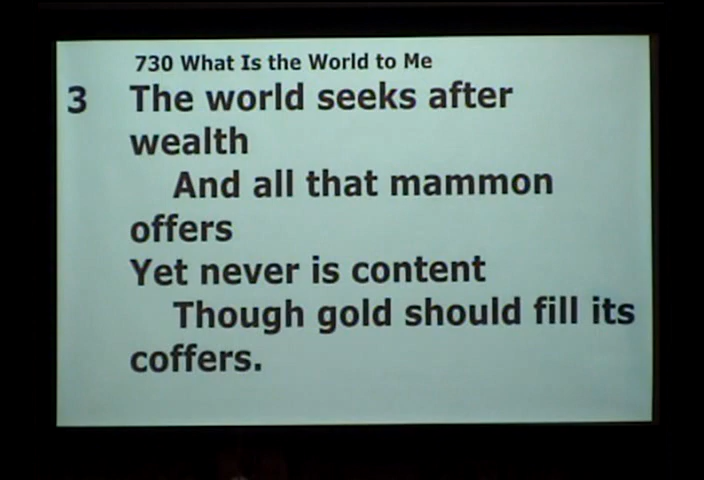 730 What Is the World to Me
3 The world seeks after
wealth
And all that mammon
offers
Yet never is content
Though gold should fill its
coffers.